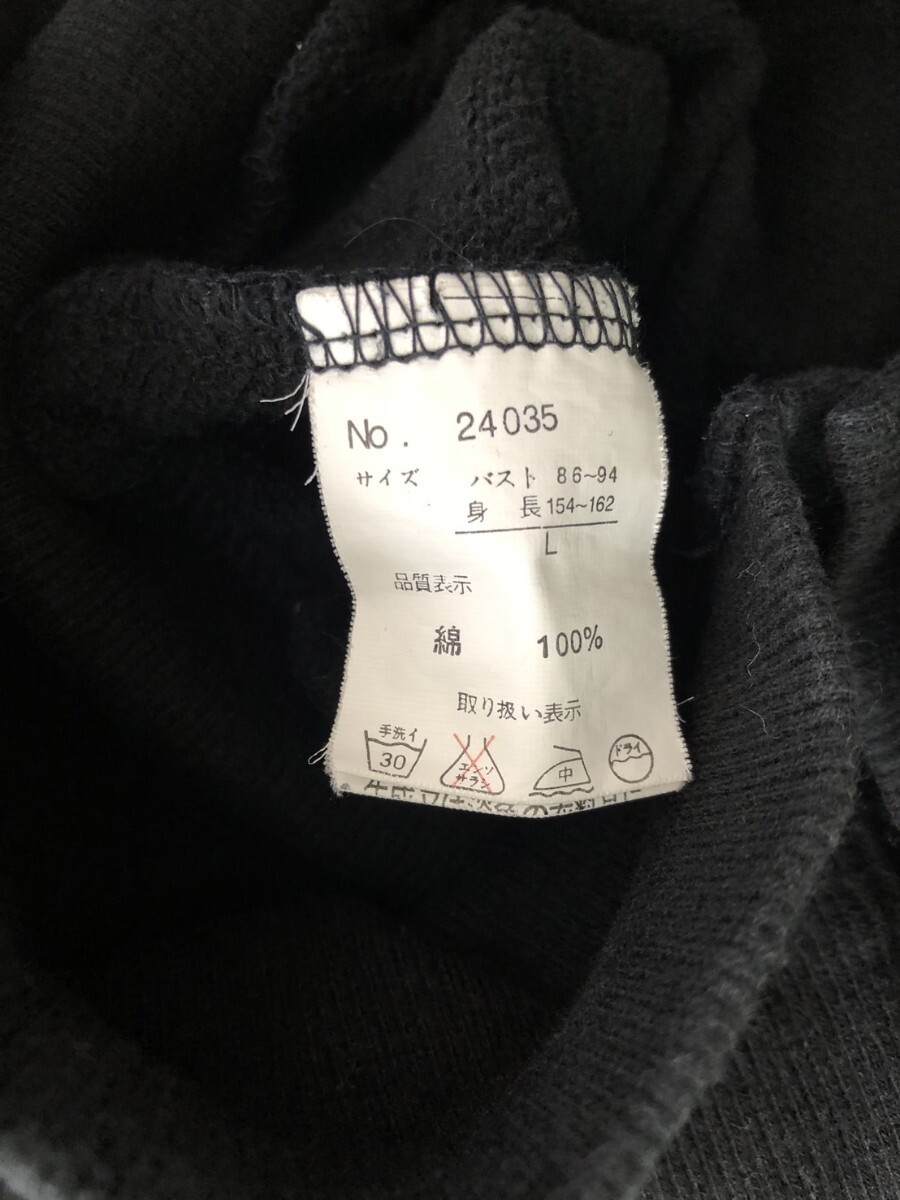 No. 24035
サイズ バスト 86~94
身長 154~162
L
品質表示
綿 100%
取り扱い表示
手洗イ
30
エンソ
サラシ
中
ドライ